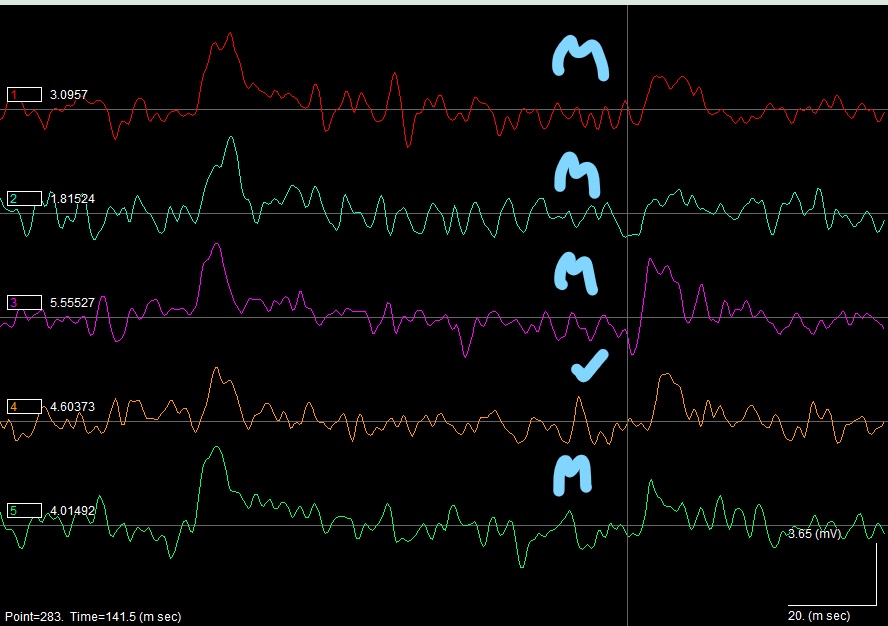 M
1 3.0957
M
2 1.81524
M
3 5.55527
4 4.60373
M
5 4.01492
3.65 (mV)
20. (m sec)
Point=283. Time=141.5 (m sec)